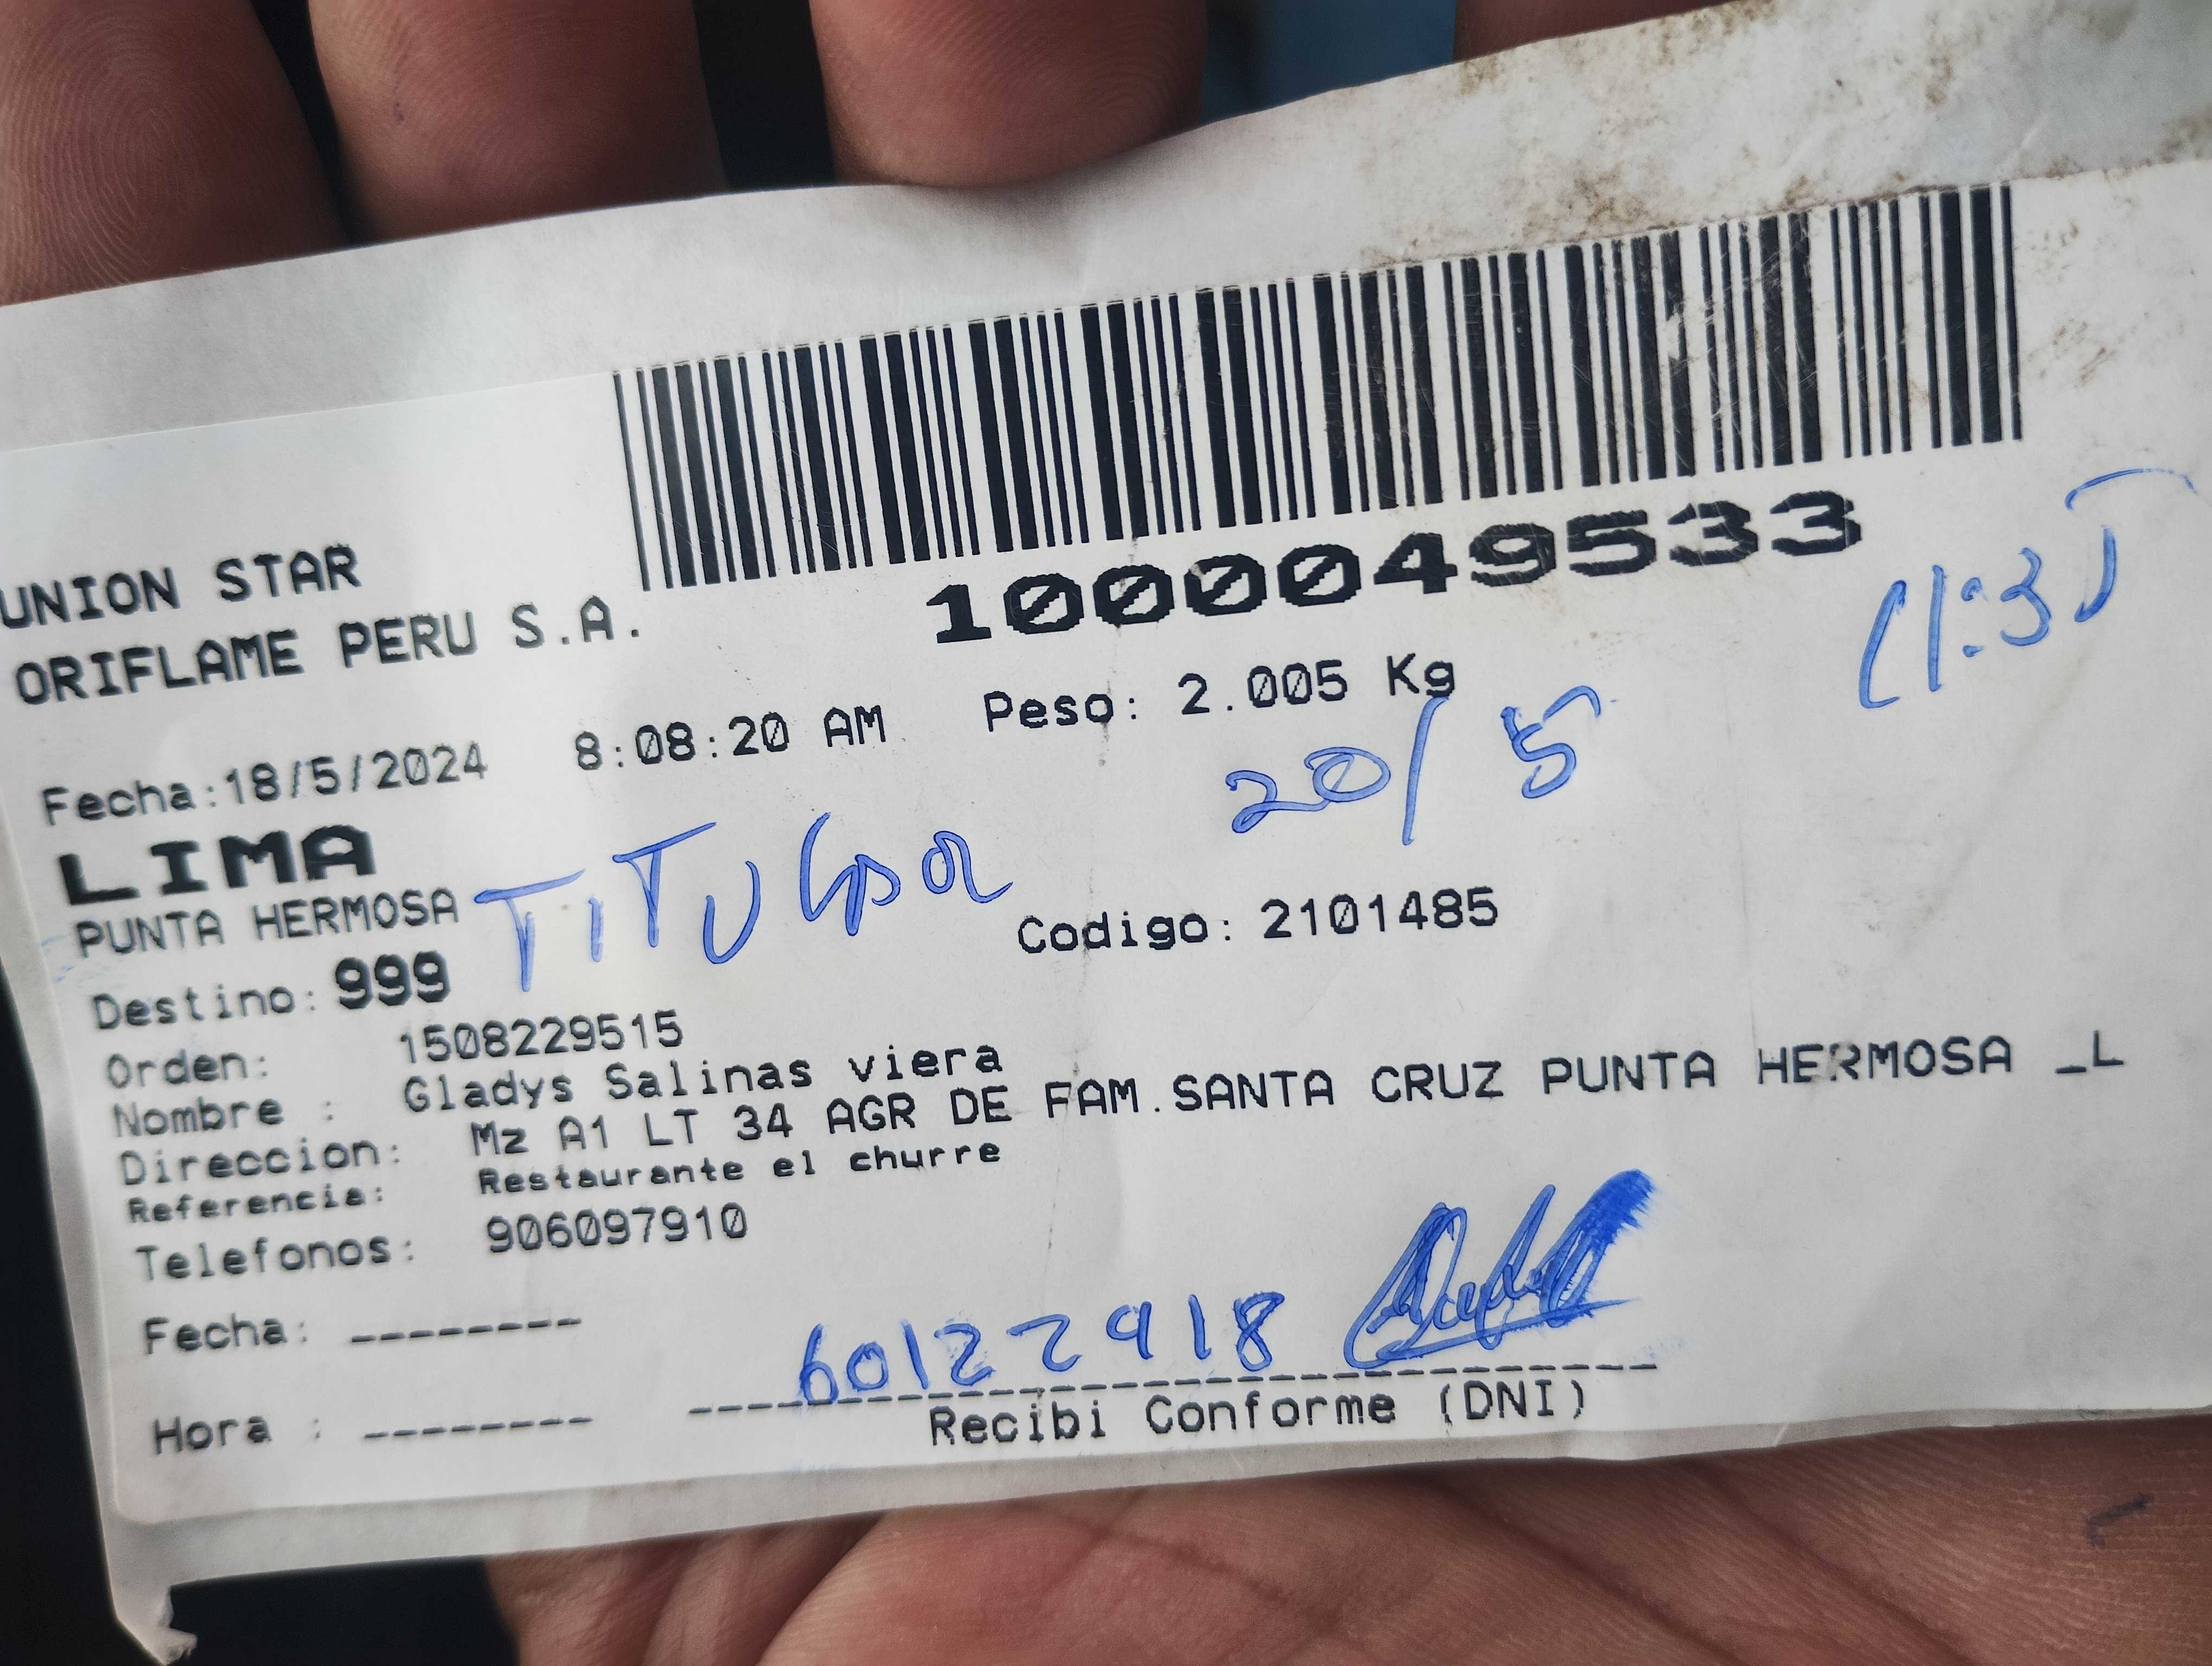 UNION STAR
ORIFLAME PERU S.A.
1000049533
11:35
Fecha:18/5/2024 8:08:20 AM Peso: 2.005 Kg
20/5
LIMA
PUNTA HERMOSA
TITULAR
Codigo: 2101485
Destino: 999
Orden: 1508229515
Nombre : Gladys Salinas viera
Direccion: Mz A1 LT 34 AGR DE FAM.SANTA CRUZ PUNTA HERMOSA _L
Referencia: Restaurante el churre
Telefonos: 906097910
Fecha: --------
60122918
Hora : --------
Recibi Conforme (DNI)